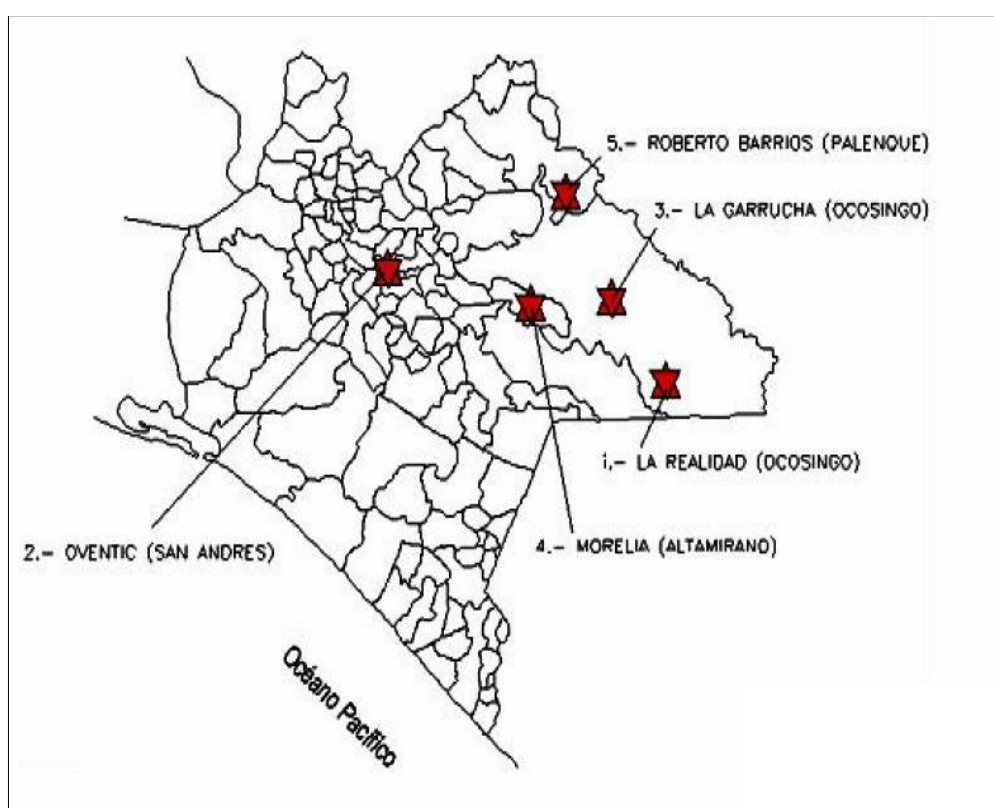 5.- ROBERTO BARRIOS (PALENQUE)
3.- LA GARRUCHA (OCOSINGO)
1.- LA REALIDAD (OCOSINGO)
2.- OVENTIC (SAN ANDRES)
4.- MORELIA (ALTAMIRANO)
Océano Pacífico